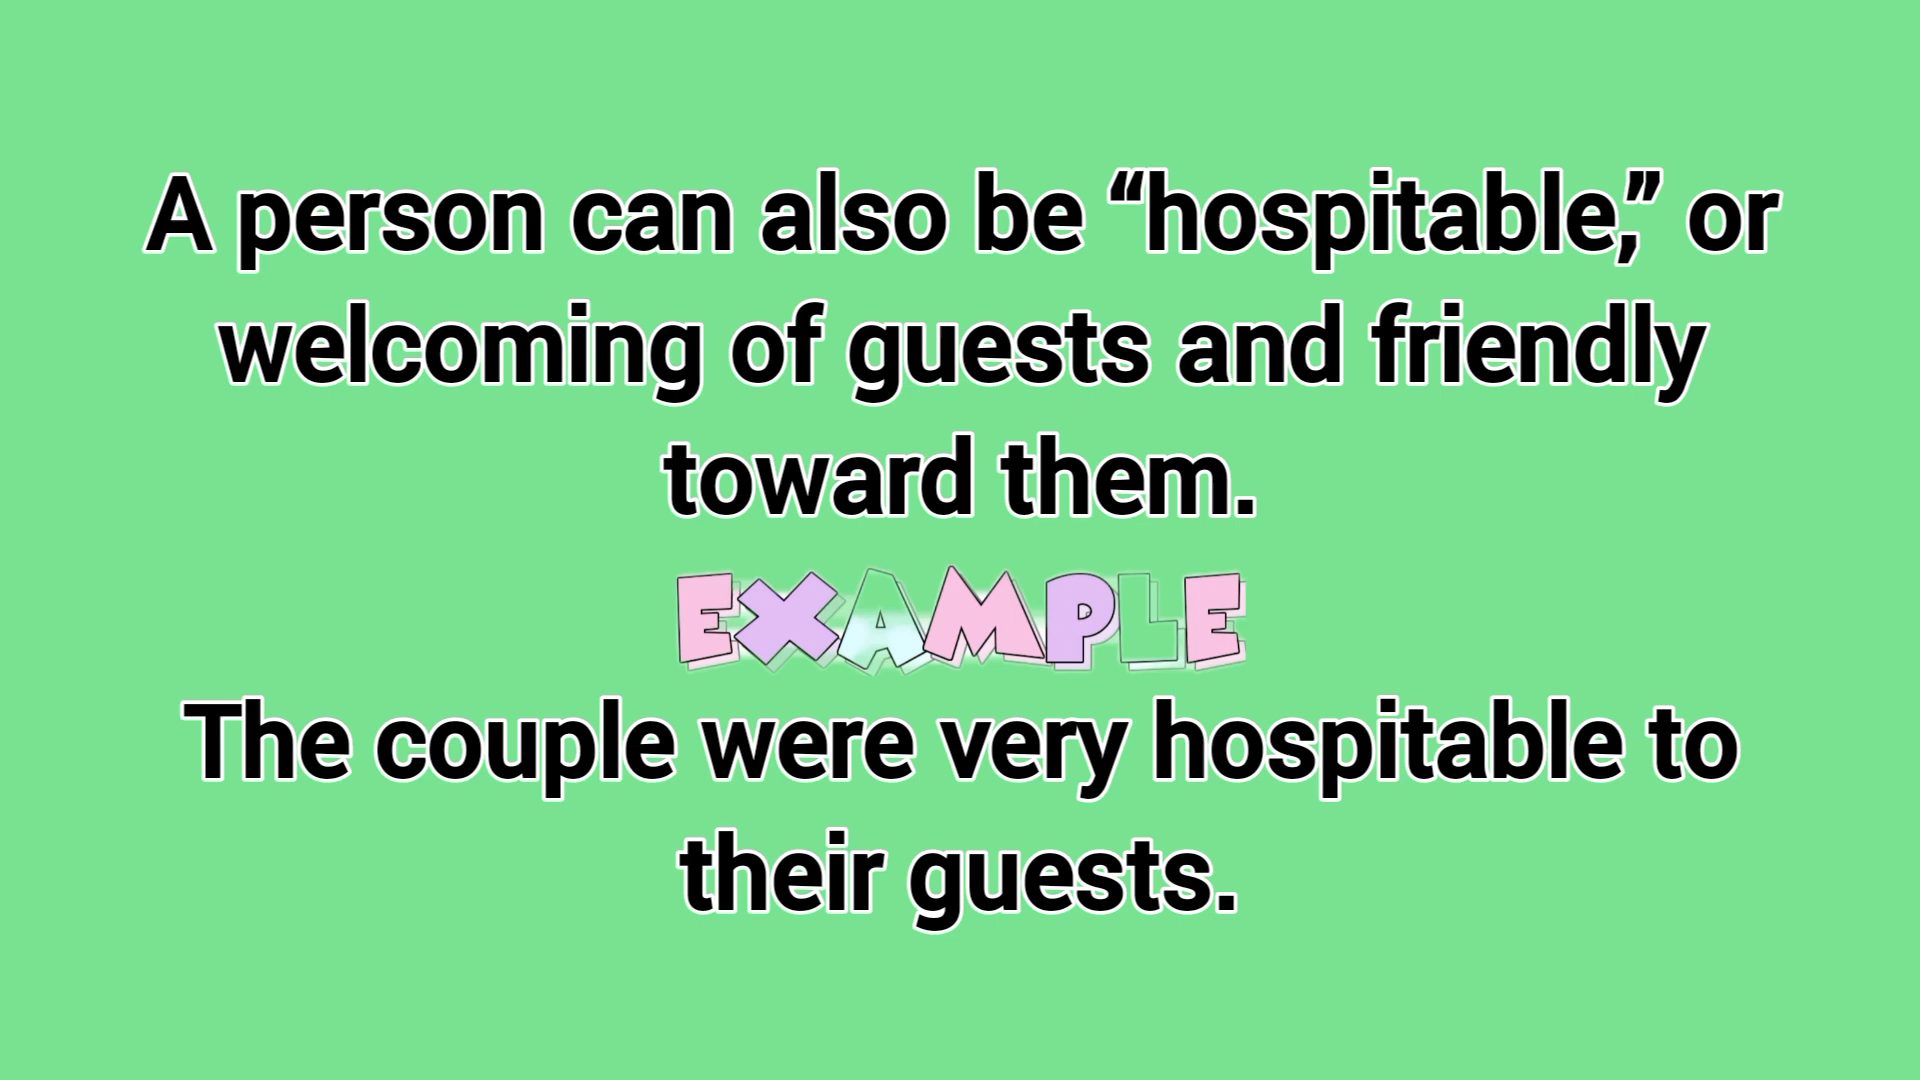 A person can also be “hospitable,” or
welcoming of guests and friendly
toward them.
EXAMPLE
The couple were very hospitable to
their guests.